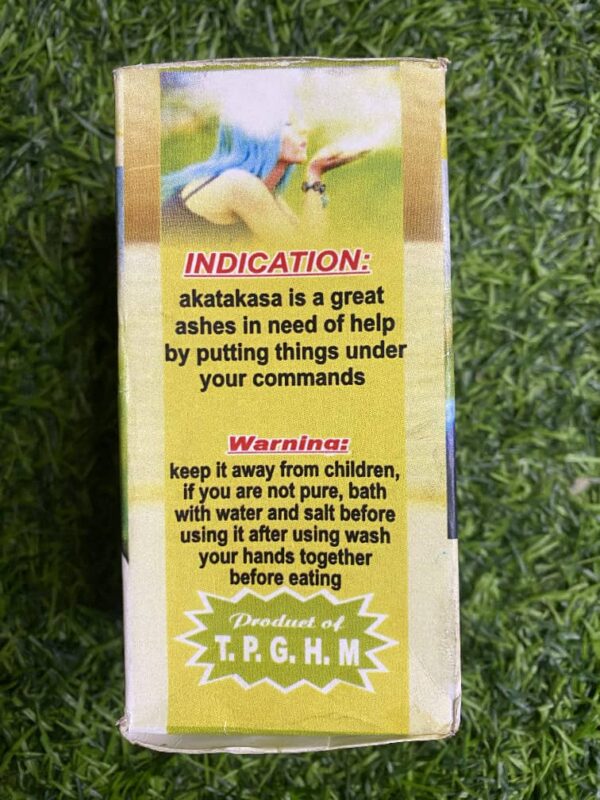 INDICATION:
akatakasa is a great
ashes in need of help
by putting things under
your commands
Warning:
keep it away from children,
if you are not pure, bath
with water and salt before
using it after using wash
your hands together
before eating
Product of
T. P. G. H. M